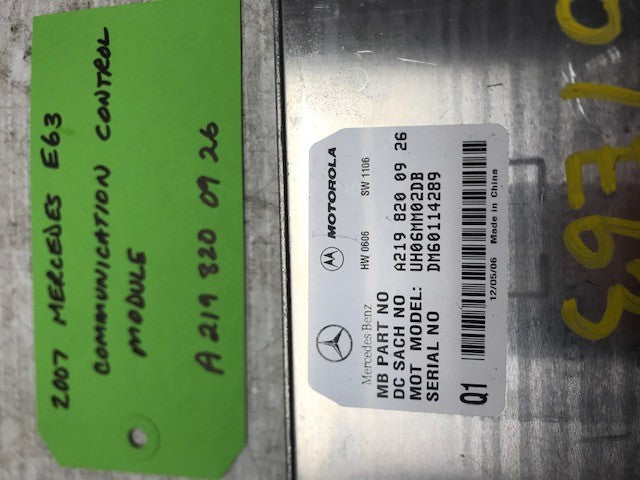 2007 MERCEDES E63
COMMUNICATION CONTROL
MODULE
A 219 820 09 26
MOTOROLA
HW 0606 SW 1106
Mercedes Benz
MB PART NO
DC SACH NO A219 820 09 26
MOT MODEL: UH06MM02DB
SERIAL NO DM60114289
Q1
12/05/06 Made in China